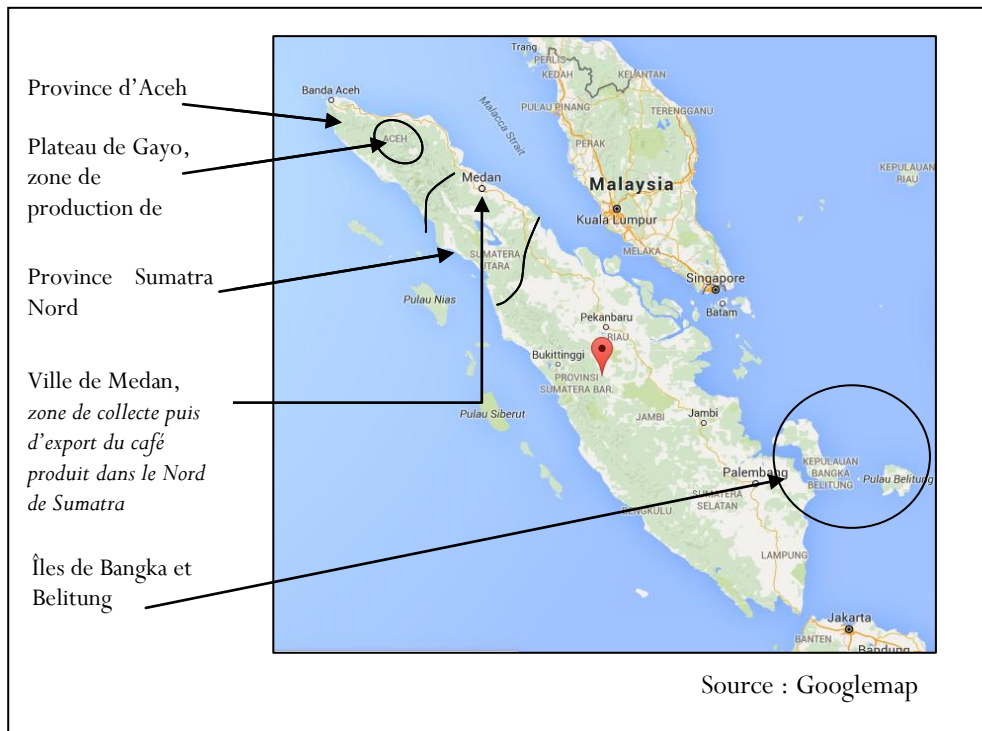 Province d'Aceh
Plateau de Gayo,
zone de
production de
Province Sumatra
Nord
Ville de Medan,
zone de collecte puis
d'export du café
produit dans le Nord
de Sumatra
Îles de Bangka et
Belitung
Trang
PERLIS
KEDAH
KELANTAN
Banda Aceh
PULAU PINANG
TERENGGANU
Malacca Strait
ACEH
PERAK
KEPULAUAN
RIAU
Medan
Malaysia
Kuala Lumpur
MELAKA
SUMATERA
UTARA
Singapore
Pulau Nias
Batam
Pekanbaru
RIAU
Bukittinggi
PROVINSI
SUMATERA BAR.
Pulau Siberut
JAMBI
Jambi
KEPULAUAN
BANGKA
BELITUNG
Pulau Belitung
Palembang
SUMATERA
SELATAN
BENGKULU
LAMPUNG
Jakarta
BANTEN
Bandung
Source : Googlemap